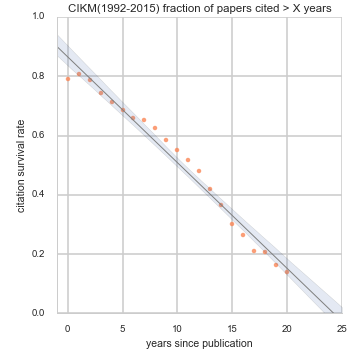 CIKM(1992-2015) fraction of papers cited > X years
1.0
0.8
0.6
0.4
0.2
0.0
citation survival rate
0 5 10 15 20 25
years since publication